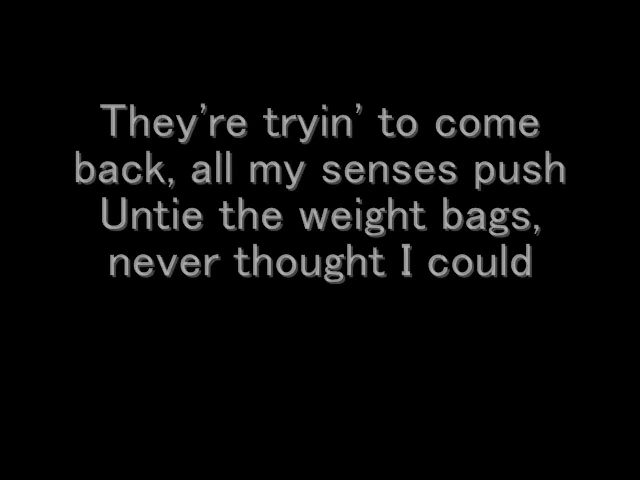 They're tryin' to come
back, all my senses push
Untie the weight bags,
never thought I could